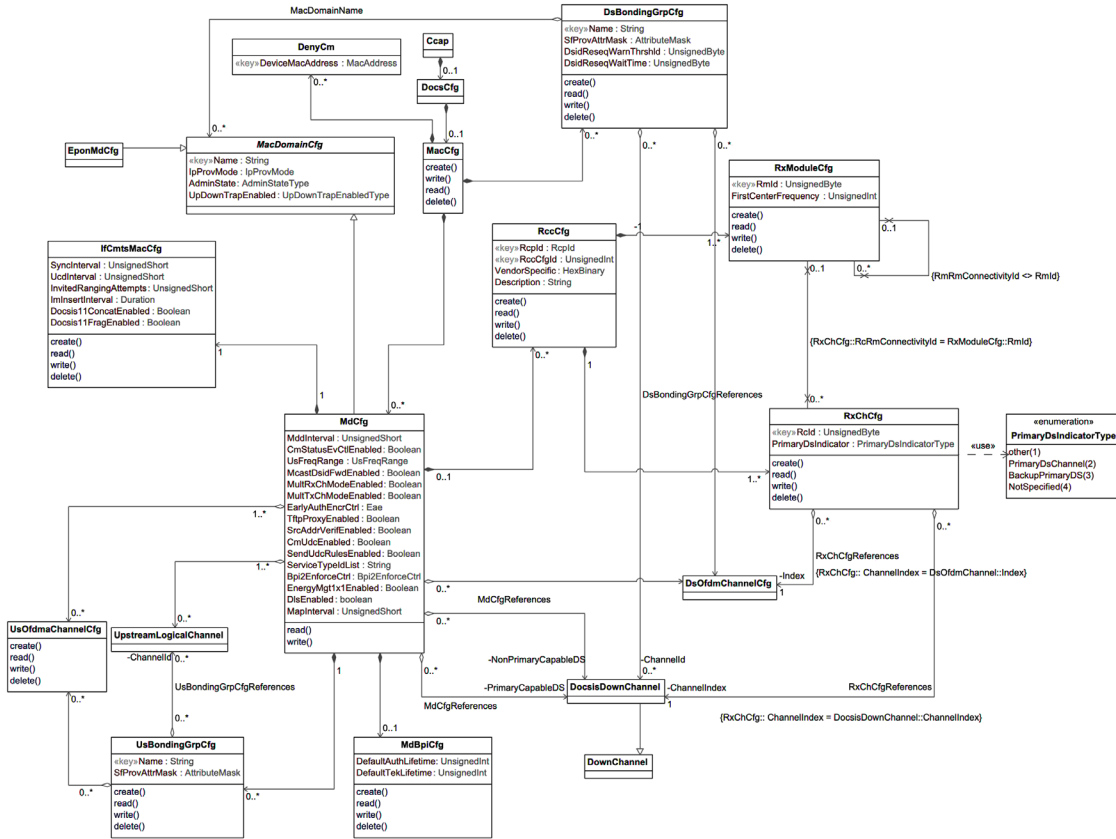 MacDomainName
DsBondingGrpCfg
«key»Name : String
SfProvAttrMask : AttributeMask
DsidReseqWarnThrshld : UnsignedByte
DsidReseqWaitTime : UnsignedByte
create()
read()
write()
delete()
0..*
0..*
0..*
DenyCm
«key»DeviceMacAddress : MacAddress
0..*
Ccap
0..1
DocsCfg
0..1
0..*
EponMdCfg
MacDomainCfg
«key»Name : String
IpProvMode : IpProvMode
AdminState : AdminStateType
UpDownTrapEnabled : UpDownTrapEnabledType
MacCfg
create()
write()
read()
delete()
0..*
RxModuleCfg
«key»RmId : UnsignedByte
FirstCenterFrequency : UnsignedInt
create()
read()
write()
delete()
0..1
0..*
{RmRmConnectivityId <> RmId}
0..1
RccCfg
«key»RcpId : RcpId
«key»RccCfgId : UnsignedInt
VendorSpecific : HexBinary
Description : String
create()
read()
write()
delete()
-1
1..*
0..*
1
IfCmtsMacCfg
SyncInterval : UnsignedShort
UcdInterval : UnsignedShort
InvitedRangingAttempts : UnsignedShort
ImInsertInterval : Duration
Docsis11ConcatEnabled : Boolean
Docsis11FragEnabled : Boolean
create()
read()
write()
delete()
1
1
{RxChCfg::RcRmConnectivityId = RxModuleCfg::RmId}
DsBondingGrpCfgReferences
0..*
0..*
MdCfg
MddInterval : UnsignedShort
CmStatusEvCtlEnabled : Boolean
UsFreqRange : UsFreqRange
McastDsidFwdEnabled : Boolean
MultRxChModeEnabled : Boolean
MultTxChModeEnabled : Boolean
EarlyAuthEncrCtrl : Eae
TftpProxyEnabled : Boolean
SrcAddrVerifEnabled : Boolean
CmUdcEnabled : Boolean
SendUdcRulesEnabled : Boolean
ServiceTypeIdList : String
Bpi2EnforceCtrl : Bpi2EnforceCtrl
EnergyMgt1x1Enabled : Boolean
DlsEnabled : boolean
MapInterval : UnsignedShort
read()
write()
0..1
1..*
1..*
0..*
0..*
0..*
1
RxChCfg
«key»RcId : UnsignedByte
PrimaryDsIndicator : PrimaryDsIndicatorType
create()
read()
write()
delete()
1..*
0..*
0..*
«use»
«enumeration»
PrimaryDsIndicatorType
other(1)
PrimaryDsChannel(2)
BackupPrimaryDS(3)
NotSpecified(4)
RxChCfgReferences
{RxChCfg:: ChannelIndex = DsOfdmChannel::Index}
-Index
1
DsOfdmChannelCfg
MdCfgReferences
0..*
UsOfdmaChannelCfg
create()
read()
write()
delete()
0..*
0..*
UpstreamLogicalChannel
-ChannelId
0..*
UsBondingGrpCfgReferences
0..*
-NonPrimaryCapableDS
-ChannelId
0..*
0..*
-PrimaryCapableDS
0..*
MdCfgReferences
DocsisDownChannel
-ChannelIndex
1
RxChCfgReferences
{RxChCfg:: ChannelIndex = DocsisDownChannel::ChannelIndex}
DownChannel
UsBondingGrpCfg
«key»Name : String
SfProvAttrMask : AttributeMask
create()
read()
write()
delete()
0..*
0..*
0..1
MdBpiCfg
DefaultAuthLifetime: UnsignedInt
DefaultTekLifetime: UnsignedInt
create()
read()
write()
delete()